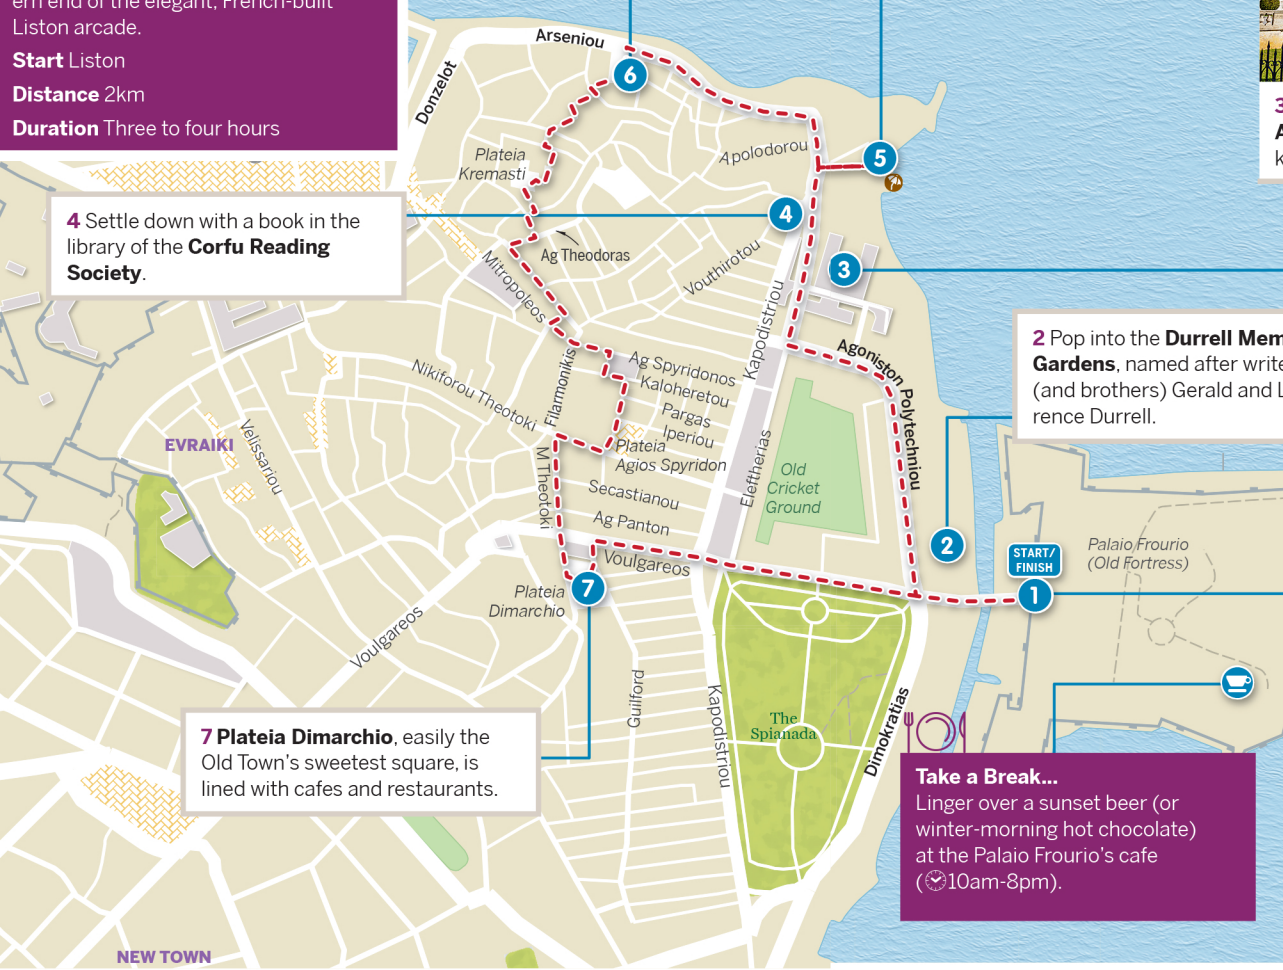 ern end of the elegant, French-built
Liston arcade.
Start Liston
Distance 2km
Duration Three to four hours
Arseniou
Donzelot
6
Plateia
Kremasti
Apolodorou
5
3
4 Settle down with a book in the
library of the Corfu Reading
Society.
4
Ag Theodoras
Mitropoleos
Vouthirotou
3
Kapodistriou
2 Pop into the Durrell Mem
Gardens, named after write
(and brothers) Gerald and L
rence Durrell.
Agoniston Polytechniou
Nikiforou Theotoki
Filarmonikis
Ag Spyridonos
Kaloheretou
Pargas
Iperiou
Plateia
Agios Spyridon
EVRAIKI
Velissariou
M Theotoki
Secastianou
Ag Panton
Eleftherias
Old
Cricket
Ground
2
START/
FINISH
1
Palaio Frourio
(Old Fortress)
Voulgareos
Plateia
Dimarchio
7
Voulgareos
Guilford
Kapodistriou
The
Spianada
Dimokratias
7 Plateia Dimarchio, easily the
Old Town's sweetest square, is
lined with cafes and restaurants.
Take a Break...
Linger over a sunset beer (or
winter-morning hot chocolate)
at the Palaio Frourio's cafe
(10am-8pm).
NEW TOWN